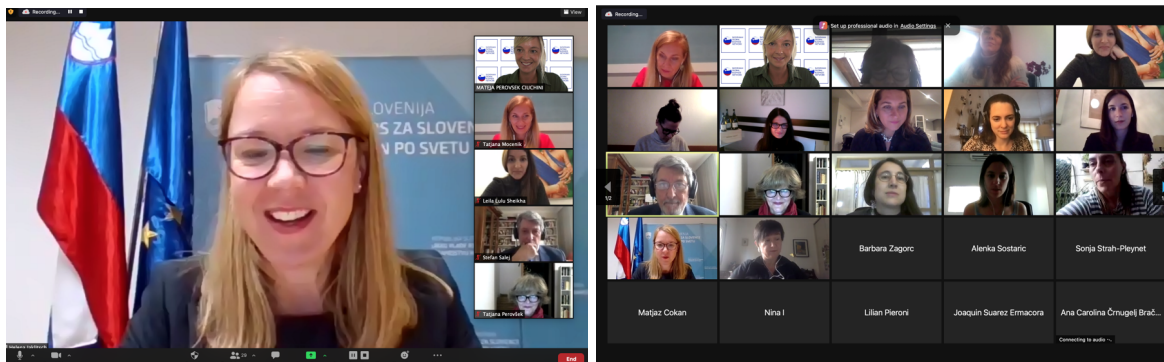 Recording...
View
OVENIJA
ZA SLOVEN
PO SVETU
MATEJA PEROVSEK CIUCHINI
Tatjana Mocenik
Leila Lulu Sheikha
Stefan Salej
Tatjana Perovšek
End
Recording...
Set up professional audio in Audio Settings
1/2
Barbara Zagorc
Alenka Sostaric
Sonja Strah-Pleynet
Matjaz Cokan
Nina I
Lilian Pieroni
Joaquin Suarez Ermacora
Ana Carolina Črnugelj Brač...
Connecting to audio